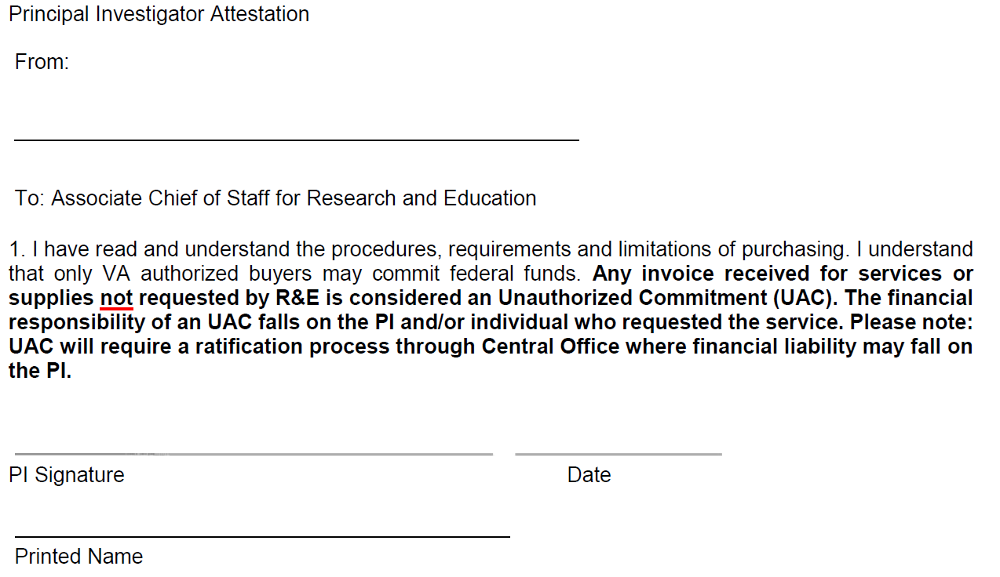 Principal Investigator Attestation
From:
To: Associate Chief of Staff for Research and Education
1. I have read and understand the procedures, requirements and limitations of purchasing. I understand
that only VA authorized buyers may commit federal funds. Any invoice received for services or
supplies not requested by R&E is considered an Unauthorized Commitment (UAC). The financial
responsibility of an UAC falls on the PI and/or individual who requested the service. Please note:
UAC will require a ratification process through Central Office where financial liability may fall on
the PI.
PI Signature Date
Printed Name